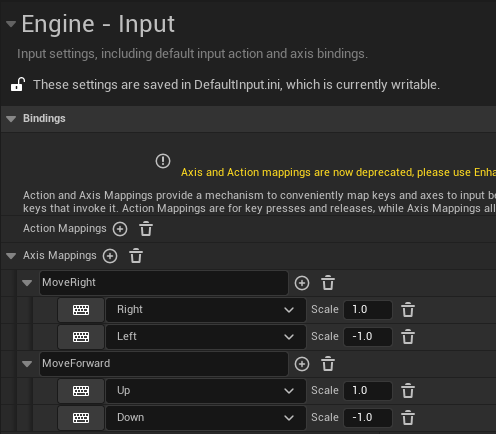 Engine - Input
Input settings, including default input action and axis bindings.
These settings are saved in DefaultInput.ini, which is currently writable.
Bindings
Axis and Action mappings are now deprecated, please use Enha
Action and Axis Mappings provide a mechanism to conveniently map keys and axes to input be
keys that invoke it. Action Mappings are for key presses and releases, while Axis Mappings all
Action Mappings
Axis Mappings
MoveRight
Right Scale 1.0
Left Scale -1.0
MoveForward
Up Scale 1.0
Down Scale -1.0